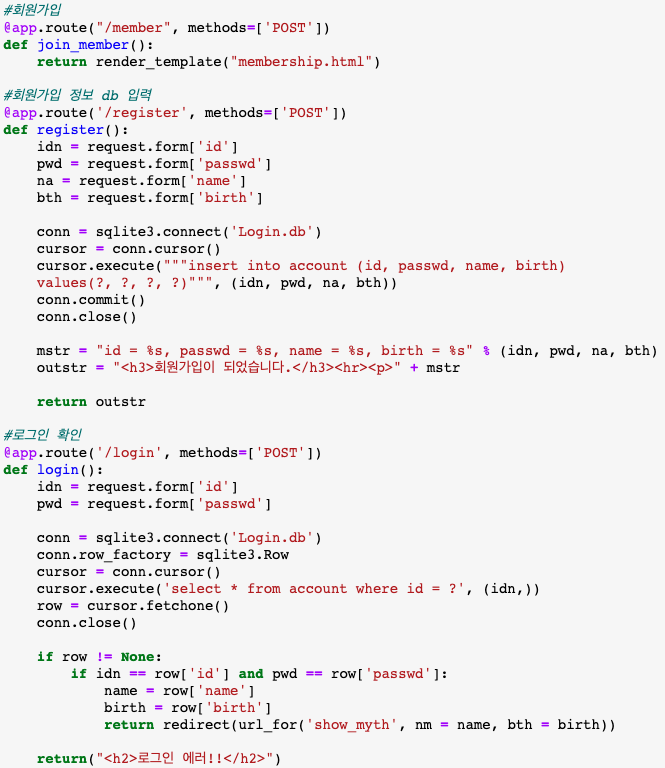 #회원가입
@app.route("/member", methods=['POST'])
def join_member():
    return render_template("membership.html")

#회원가입 정보 db 입력
@app.route('/register', methods=['POST'])
def register():
    idn = request.form['id']
    pwd = request.form['passwd']
    na = request.form['name']
    bth = request.form['birth']

    conn = sqlite3.connect('Login.db')
    cursor = conn.cursor()
    cursor.execute("""insert into account (id, passwd, name, birth)
    values(?, ?, ?, ?)""", (idn, pwd, na, bth))
    conn.commit()
    conn.close()

    mstr = "id = %s, passwd = %s, name = %s, birth = %s" % (idn, pwd, na, bth)
    outstr = "<h3>회원가입이 되었습니다.</h3><hr><p>" + mstr

    return outstr

#로그인 확인
@app.route('/login', methods=['POST'])
def login():
    idn = request.form['id']
    pwd = request.form['passwd']

    conn = sqlite3.connect('Login.db')
    conn.row_factory = sqlite3.Row
    cursor = conn.cursor()
    cursor.execute('select * from account where id = ?', (idn,))
    row = cursor.fetchone()
    conn.close()

    if row != None:
        if idn == row['id'] and pwd == row['passwd']:
            name = row['name']
            birth = row['birth']
            return redirect(url_for('show_myth', nm = name, bth = birth))

    return("<h2>로그인 에러!!</h2>")